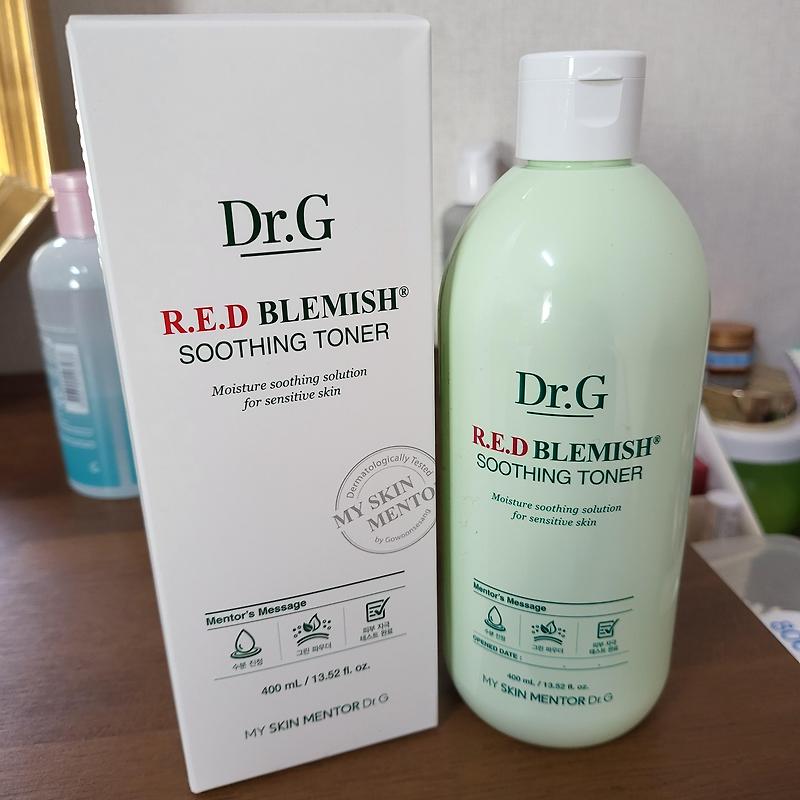 Dr.G
R.E.D BLEMISH®
SOOTHING TONER
Moisture soothing solution
for sensitive skin
Dermatologically Tested
MY SKIN
MENTO
by Gowoonsesang
Mentor's Message
수분 진정
그린 파우더
피부 자극
테스트 완료
400 mL / 13.52 fl. oz.
MY SKIN MENTOR Dr.G
Dr.G
R.E.D BLEMISH®
SOOTHING TONER
Moisture soothing solution
for sensitive skin
Mentor's Message
수분 진정
그린 파우더
피부 자극
테스트 완료
OPENED DATE :
400 mL / 13.52 fl. oz.
MY SKIN MENTOR Dr.G